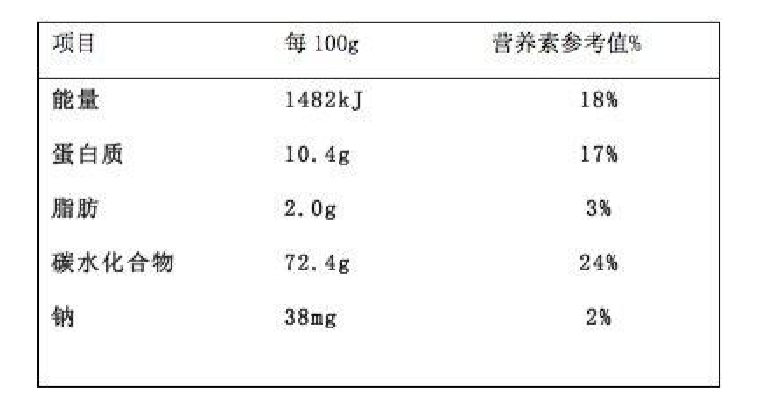 项目 每100g 营养素参考值%
能量 1482kJ 18%
蛋白质 10.4g 17%
脂肪 2.0g 3%
碳水化合物 72.4g 24%
钠 38mg 2%